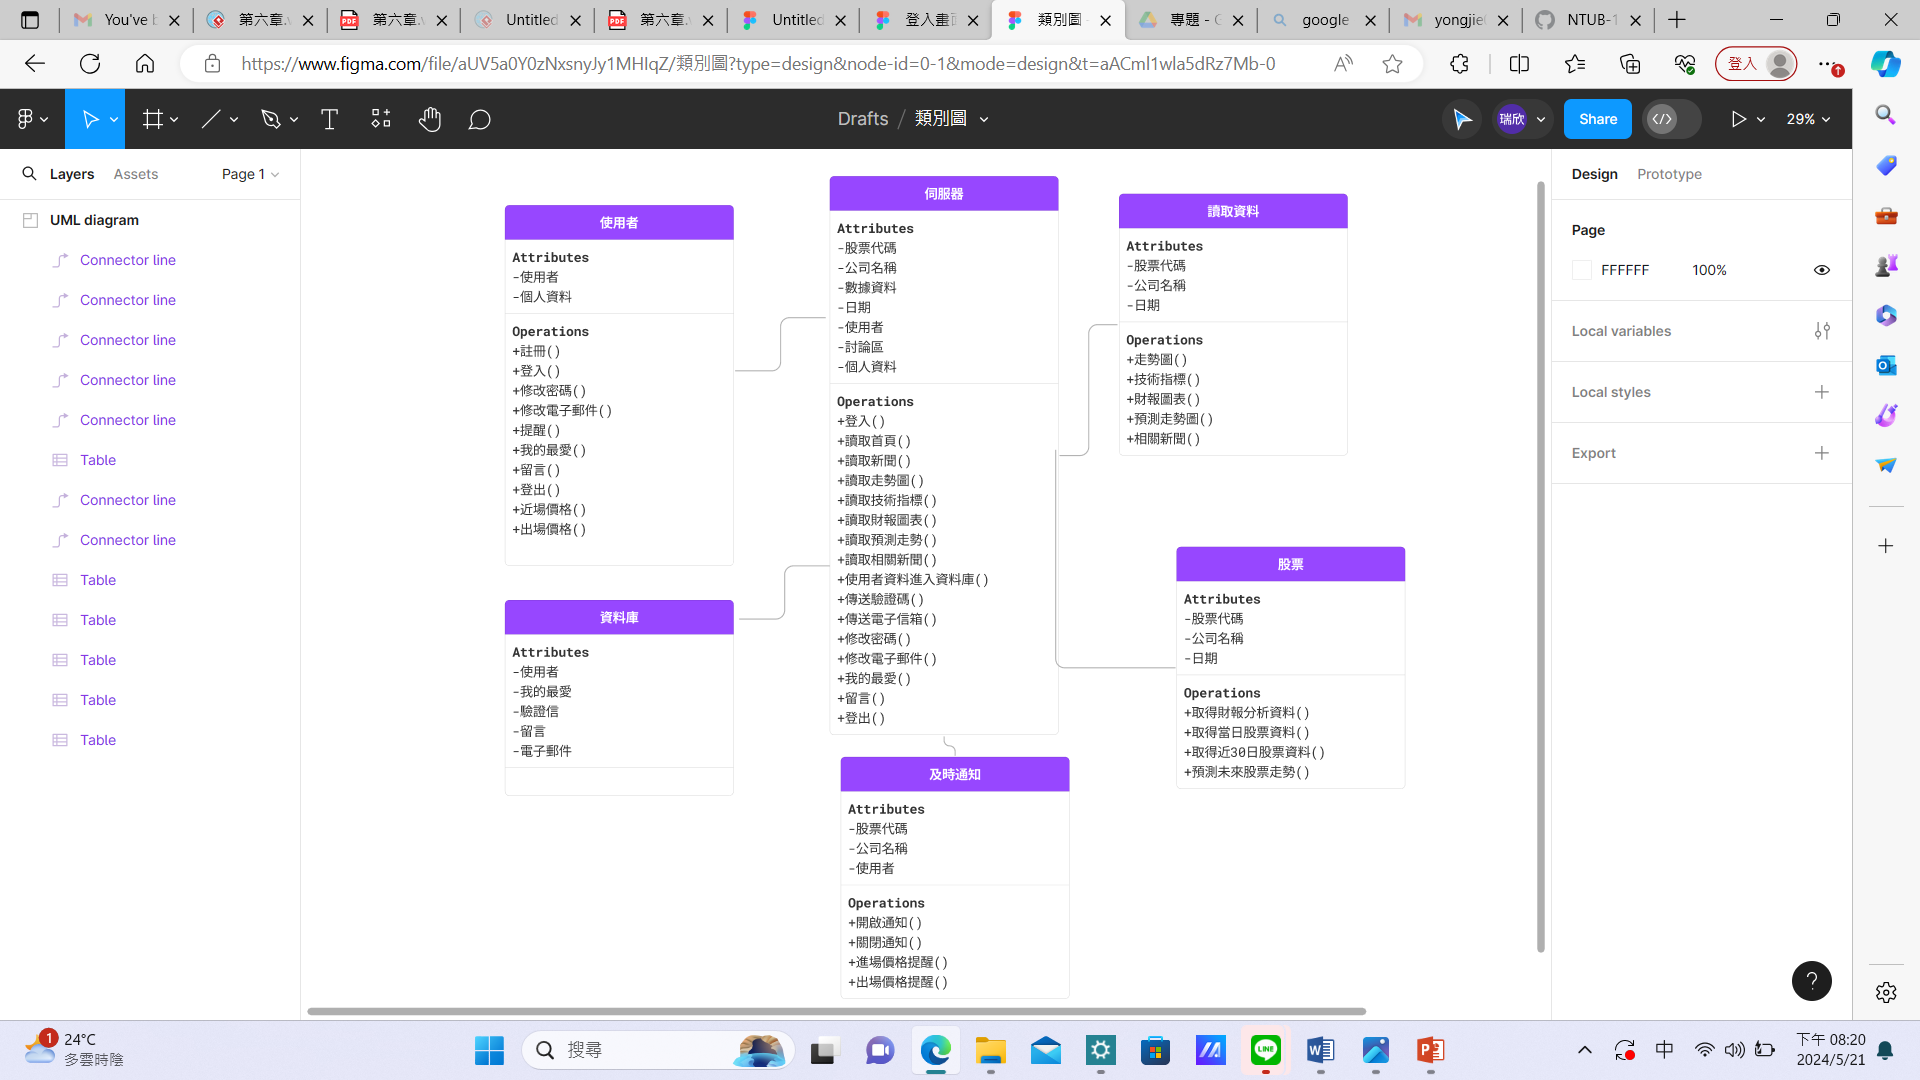 You've b
第六章.v
第六章.v
Untitled
第六章.v
Untitled
登入畫面
類別圖 -
專題 - G
google
yongjie
NTUB-1
https://www.figma.com/file/aUV5a0Y0zNxsnyJy1MHIqZ/類別圖?type=design&node-id=0-1&mode=design&t=aACml1wla5dRz7Mb-0
登入
Drafts / 類別圖
瑞欣
Share
29%
Layers
Assets
Page 1
UML diagram
Connector line
Connector line
Connector line
Connector line
Connector line
Table
Connector line
Connector line
Table
Table
Table
Table
Table
使用者
Attributes
-使用者
-個人資料
Operations
+註冊()
+登入()
+修改密碼()
+修改電子郵件()
+提醒()
+我的最愛()
+留言()
+登出()
+近場價格()
+出場價格()
資料庫
Attributes
-使用者
-我的最愛
-驗證信
-留言
-電子郵件
伺服器
Attributes
-股票代碼
-公司名稱
-數據資料
-日期
-使用者
-討論區
-個人資料
Operations
+登入()
+讀取首頁()
+讀取新聞()
+讀取走勢圖()
+讀取技術指標()
+讀取財報圖表()
+讀取預測走勢()
+讀取相關新聞()
+使用者資料進入資料庫()
+傳送驗證碼()
+傳送電子信箱()
+修改密碼()
+修改電子郵件()
+我的最愛()
+留言()
+登出()
及時通知
Attributes
-股票代碼
-公司名稱
-使用者
Operations
+開啟通知()
+關閉通知()
+進場價格提醒()
+出場價格提醒()
讀取資料
Attributes
-股票代碼
-公司名稱
-日期
Operations
+走勢圖()
+技術指標()
+財報圖表()
+預測走勢圖()
+相關新聞()
股票
Attributes
-股票代碼
-公司名稱
-日期
Operations
+取得財報分析資料()
+取得當日股票資料()
+取得近30日股票資料()
+預測未來股票走勢()
Design
Prototype
Page
FFFFFF
100%
Local variables
Local styles
Export
?
1
24°C
多雲時陰
搜尋
LINE
中
下午 08:20
2024/5/21